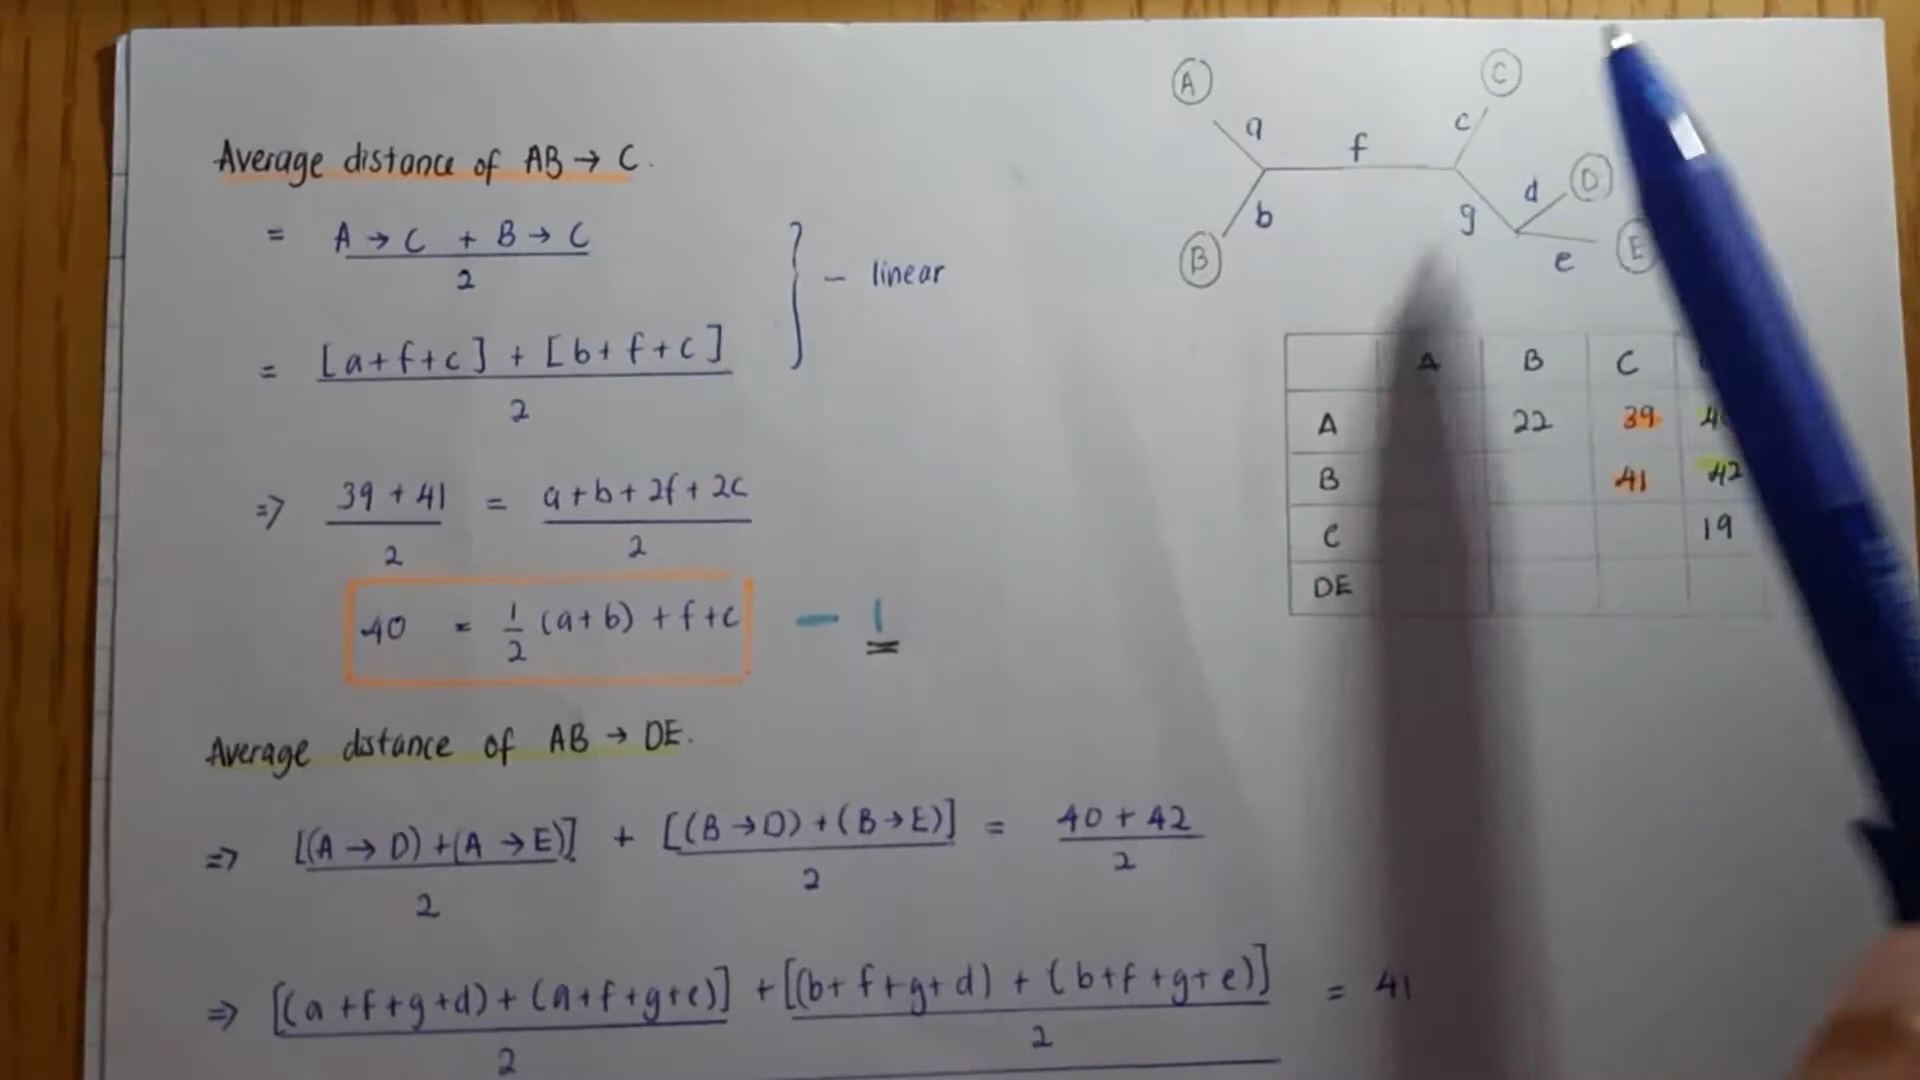 Average distance of AB → C.
= A → C + B → C
2
} - linear
= [a+f+c] + [b+f+c]
2
=> 39 + 41 = a+b+2f+2c
2 2
40 = 1/2 (a+b) + f+c - 1
Average distance of AB → DE.
=> [(A → D)+(A → E)] + [(B → D)+(B → E)] = 40 + 42
2 2 2
=> [(a+f+g+d)+(a+f+g+e)] + [(b+f+g+d) + (b+f+g+e)] = 41
2 2
A C
a f c
d D
b g
B e E
A B C
A 22 39
B 41 42
C 19
DE